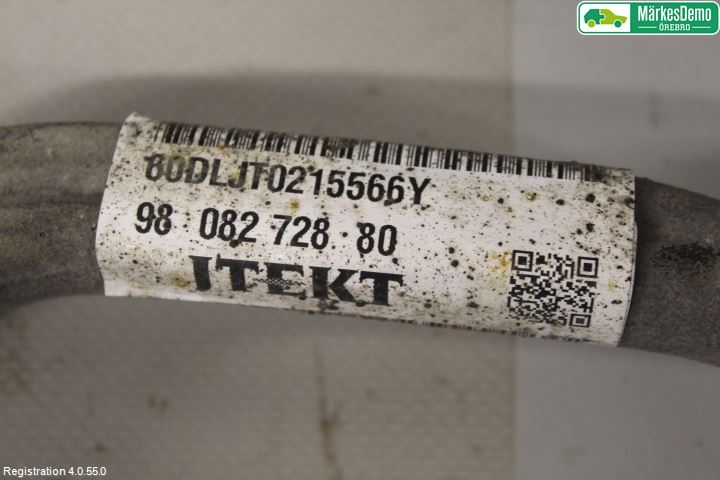 MärkesDemo
ÖREBRO
60DLJT0215566Y
98 082 728 80
JTEKT
Registration 4.0.55.0